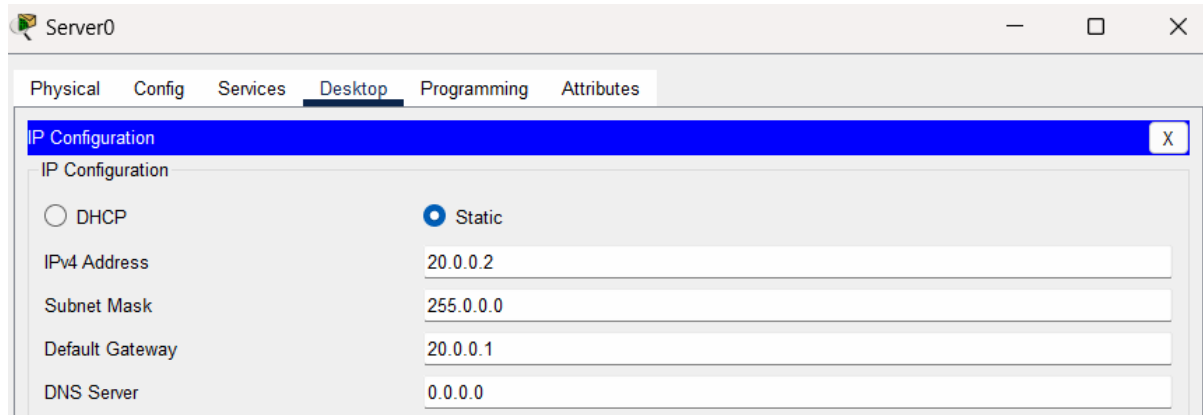 Server0
Physical Config Services Desktop Programming Attributes
IP Configuration X
IP Configuration
DHCP Static
IPv4 Address 20.0.0.2
Subnet Mask 255.0.0.0
Default Gateway 20.0.0.1
DNS Server 0.0.0.0